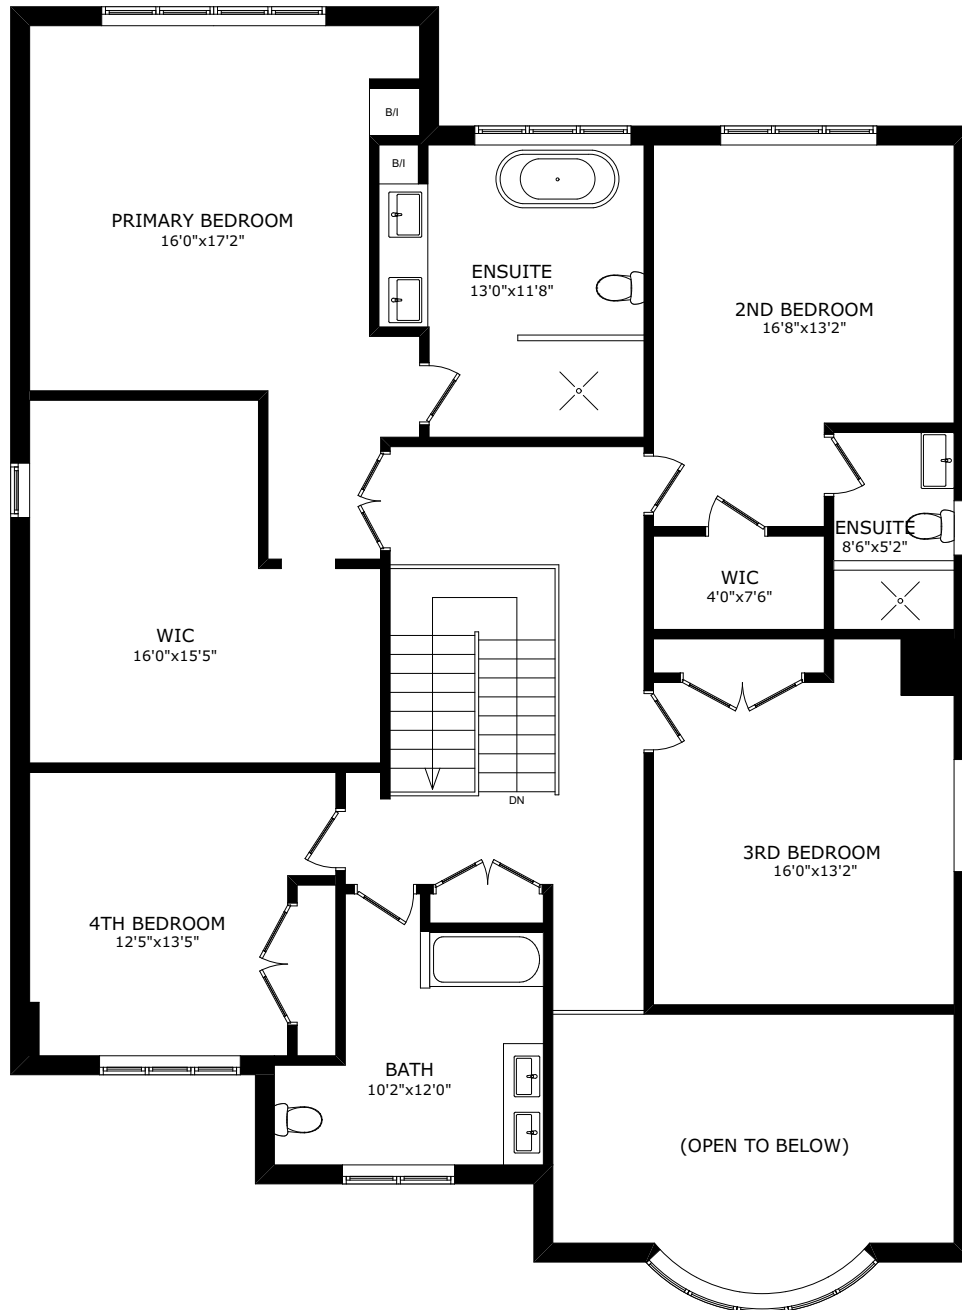 B/I
B/I
PRIMARY BEDROOM
16'0"x17'2"
ENSUITE
13'0"x11'8"
2ND BEDROOM
16'8"x13'2"
ENSUITE
8'6"x5'2"
WIC
4'0"x7'6"
WIC
16'0"x15'5"
DN
3RD BEDROOM
16'0"x13'2"
4TH BEDROOM
12'5"x13'5"
BATH
10'2"x12'0"
(OPEN TO BELOW)